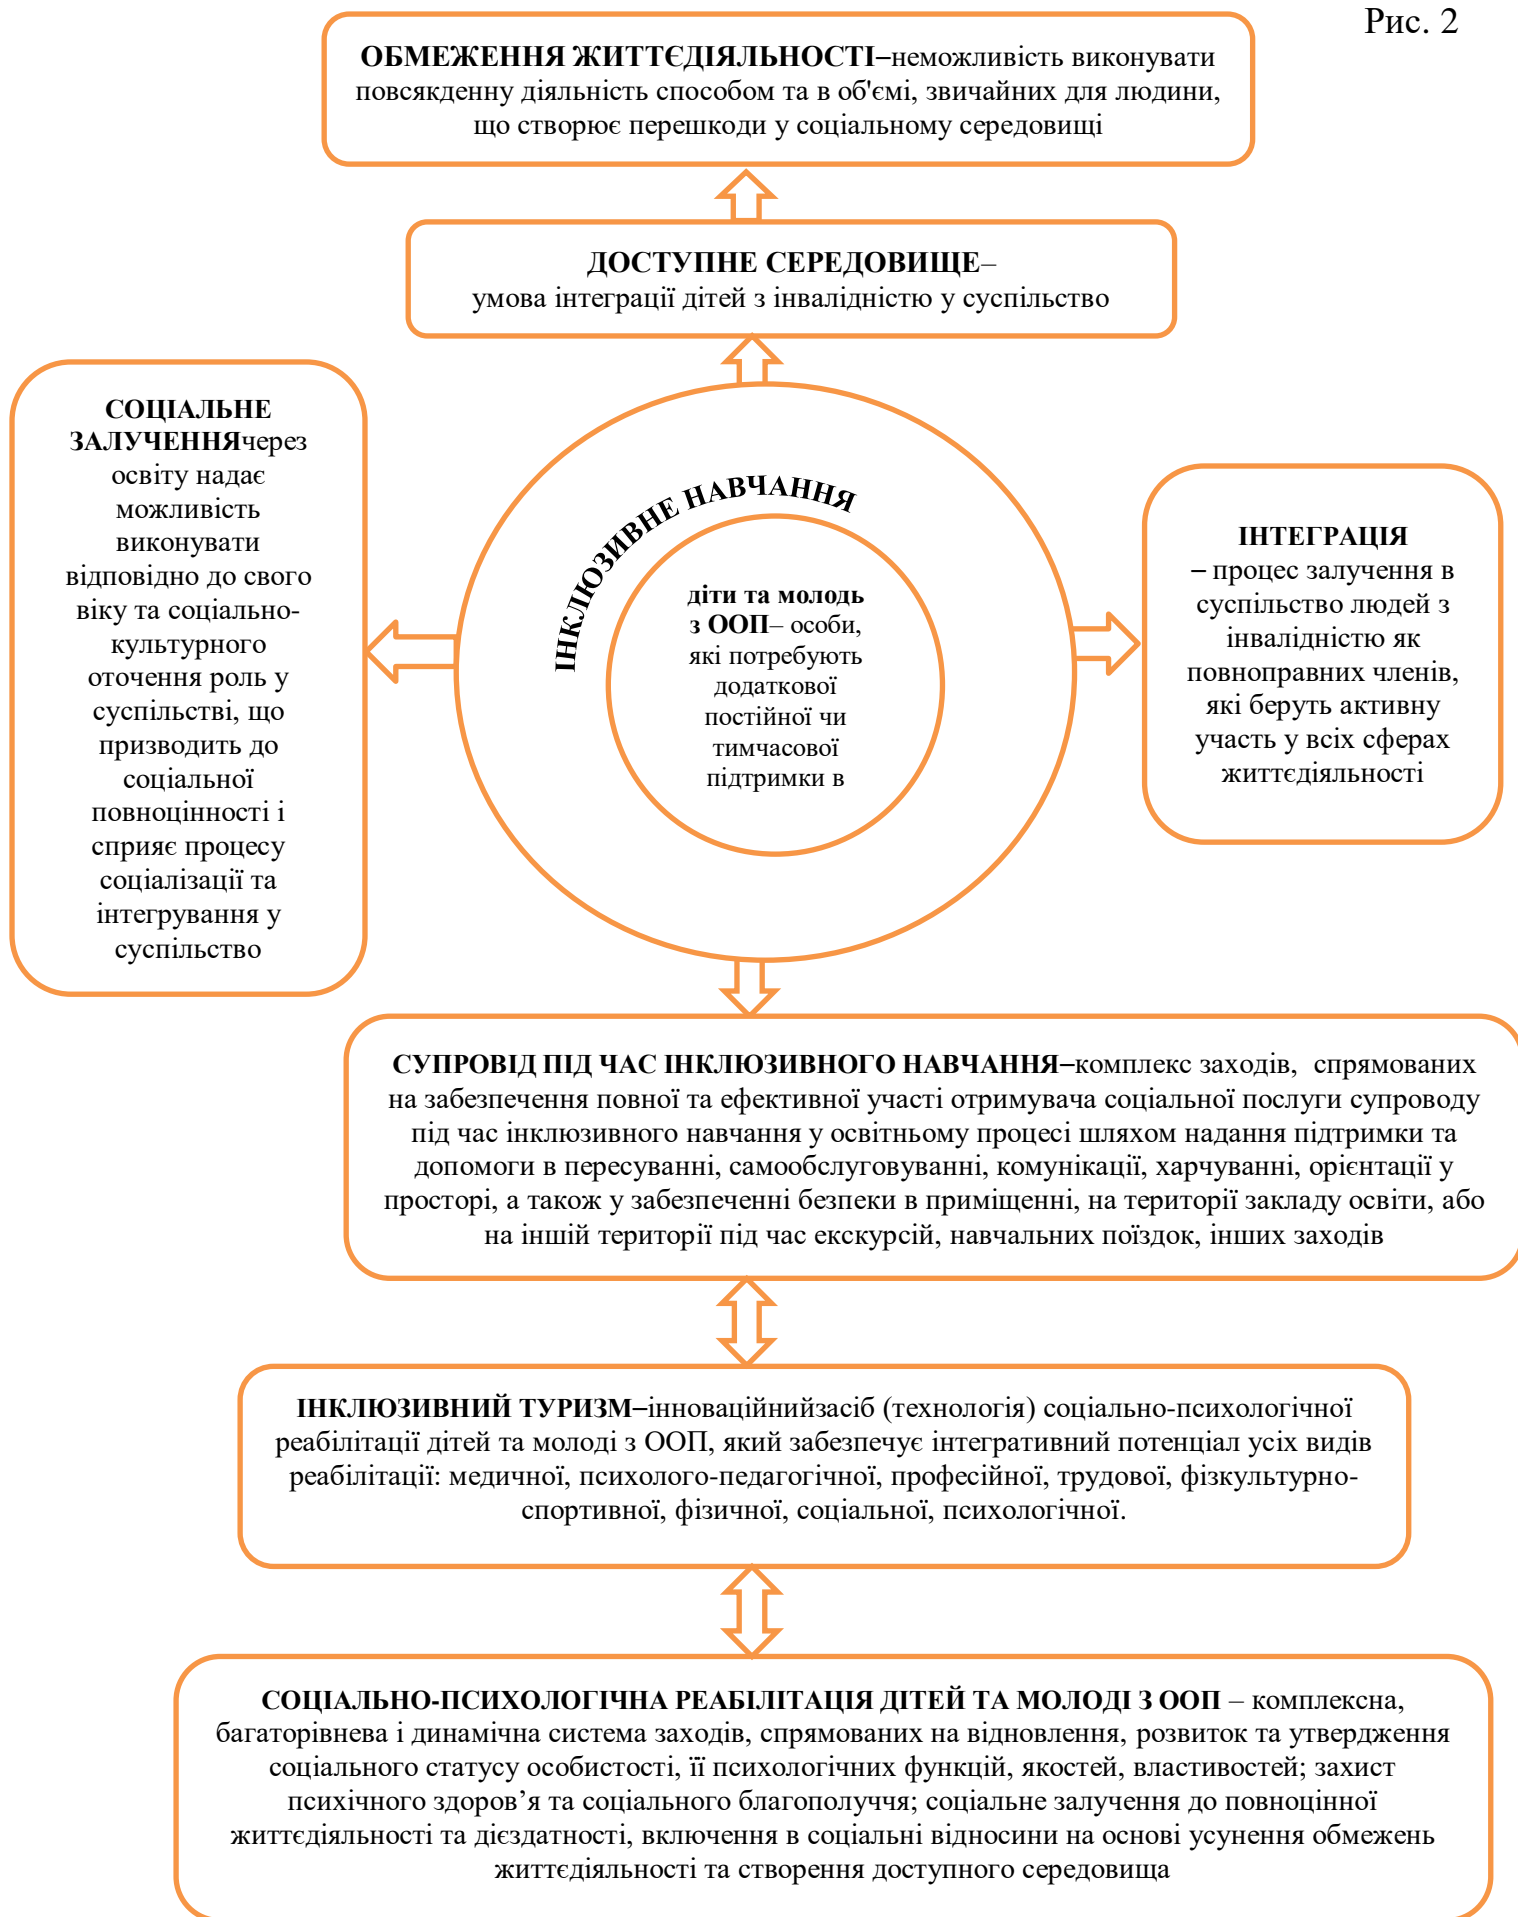 Рис. 2
ОБМЕЖЕННЯ ЖИТТЄДІЯЛЬНОСТІ–неможливість виконувати
повсякденну діяльність способом та в об'ємі, звичайних для людини,
що створює перешкоди у соціальному середовищі
ДОСТУПНЕ СЕРЕДОВИЩЕ–
умова інтеграції дітей з інвалідністю у суспільство
СОЦІАЛЬНЕ
ЗАЛУЧЕННЯчерез
освіту надає
можливість
виконувати
відповідно до свого
віку та соціально-
культурного
оточення роль у
суспільстві, що
призводить до
соціальної
повноцінності і
сприяє процесу
соціалізації та
інтегрування у
суспільство
ІНКЛЮЗИВНЕ НАВЧАННЯ
діти та молодь
з ООП– особи,
які потребують
додаткової
постійної чи
тимчасової
підтримки в
ІНТЕГРАЦІЯ
– процес залучення в
суспільство людей з
інвалідністю як
повноправних членів,
які беруть активну
участь у всіх сферах
життєдіяльності
СУПРОВІД ПІД ЧАС ІНКЛЮЗИВНОГО НАВЧАННЯ–комплекс заходів, спрямованих
на забезпечення повної та ефективної участі отримувача соціальної послуги супроводу
під час інклюзивного навчання у освітньому процесі шляхом надання підтримки та
допомоги в пересуванні, самообслуговуванні, комунікації, харчуванні, орієнтації у
просторі, а також у забезпеченні безпеки в приміщенні, на території закладу освіти, або
на іншій території під час екскурсій, навчальних поїздок, інших заходів
ІНКЛЮЗИВНИЙ ТУРИЗМ–інноваційнийзасіб (технологія) соціально-психологічної
реабілітації дітей та молоді з ООП, який забезпечує інтегративний потенціал усіх видів
реабілітації: медичної, психолого-педагогічної, професійної, трудової, фізкультурно-
спортивної, фізичної, соціальної, психологічної.
СОЦІАЛЬНО-ПСИХОЛОГІЧНА РЕАБІЛІТАЦІЯ ДІТЕЙ ТА МОЛОДІ З ООП – комплексна,
багаторівнева і динамічна система заходів, спрямованих на відновлення, розвиток та утвердження
соціального статусу особистості, її психологічних функцій, якостей, властивостей; захист
психічного здоров’я та соціального благополуччя; соціальне залучення до повноцінної
життєдіяльності та дієздатності, включення в соціальні відносини на основі усунення обмежень
життєдіяльності та створення доступного середовища